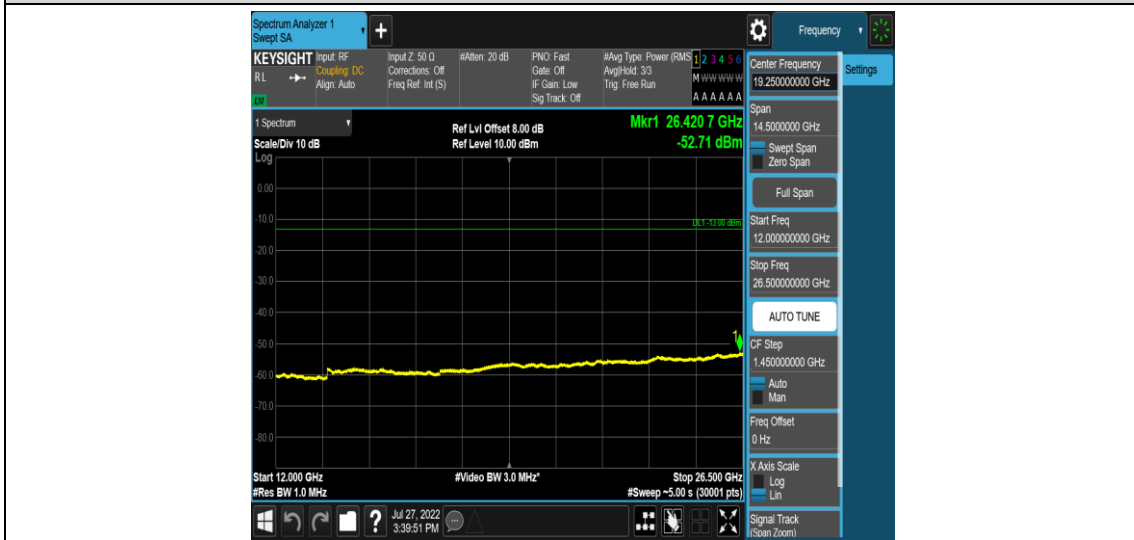 Spectrum Analyzer 1
Swept SA
+
Frequency
KEYSIGHT
RL
LXI
Input: RF
Coupling: DC
Align: Auto
Input Z: 50 Ω
Corrections: Off
Freq Ref: Int (S)
#Atten: 20 dB
PNO: Fast
Gate: Off
IF Gain: Low
Sig Track: Off
#Avg Type: Power (RMS
Avg|Hold: 3/3
Trig: Free Run
1 2 3 4 5 6
M W W W W W
A A A A A A
1 Spectrum
Scale/Div 10 dB
Log
Ref Lvl Offset 8.00 dB
Ref Level 10.00 dBm
Mkr1 26.420 7 GHz
-52.71 dBm
0.00
-10.0
DL1 -13.00 dBm
-20.0
-30.0
-40.0
-50.0
1
-60.0
-70.0
-80.0
Start 12.000 GHz
#Res BW 1.0 MHz
#Video BW 3.0 MHz*
Stop 26.500 GHz
#Sweep ~5.00 s (30001 pts)
Center Frequency
19.250000000 GHz
Settings
Span
14.5000000 GHz
Swept Span
Zero Span
Full Span
Start Freq
12.000000000 GHz
Stop Freq
26.500000000 GHz
AUTO TUNE
CF Step
1.450000000 GHz
Auto
Man
Freq Offset
0 Hz
X Axis Scale
Log
Lin
Signal Track
(Span Zoom)
?
Jul 27, 2022
3:39:51 PM